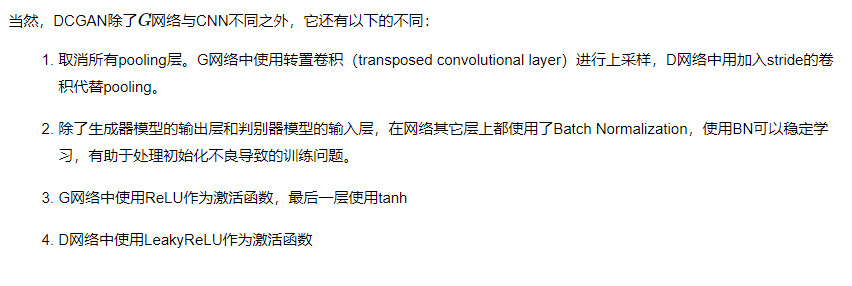 当然，DCGAN除了G网络与CNN不同之外，它还有以下的不同：
1. 取消所有pooling层。G网络中使用转置卷积（transposed convolutional layer）进行上采样，D网络中用加入stride的卷
积代替pooling。
2. 除了生成器模型的输出层和判别器模型的输入层，在网络其它层上都使用了Batch Normalization，使用BN可以稳定学
习，有助于处理初始化不良导致的训练问题。
3. G网络中使用ReLU作为激活函数，最后一层使用tanh
4. D网络中使用LeakyReLU作为激活函数